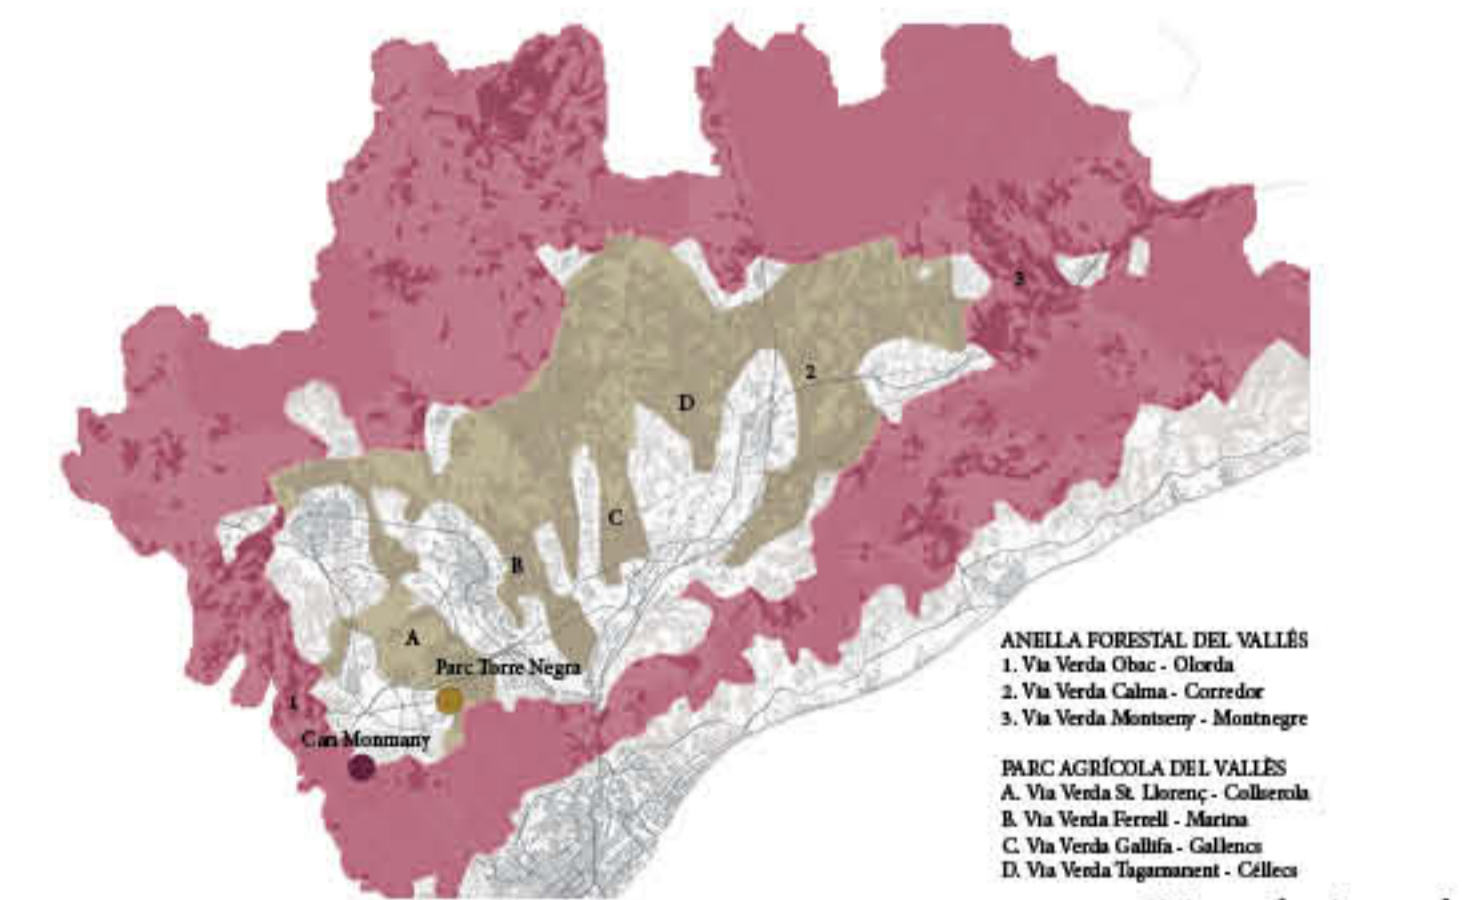 3
2
D
C
B
A
Parc Torre Negra
1
Can Monmany
ANELLA FORESTAL DEL VALLÈS
1. Via Verda Obac - Olorda
2. Via Verda Calma - Corredor
3. Via Verda Montseny - Montnegre
PARC AGRÍCOLA DEL VALLÈS
A. Via Verda St. Llorenç - Collserola
B. Via Verda Ferrell - Marina
C. Via Verda Gallifa - Gallencs
D. Via Verda Tagamanent - Céllecs